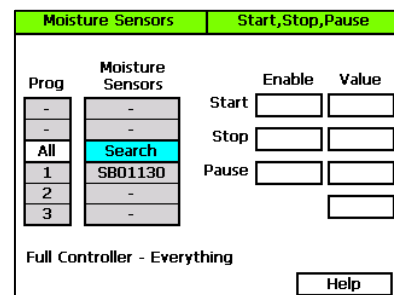 Moisture Sensors Start,Stop,Pause
Prog Moisture Sensors Enable Value
- -
- -
All Search
1 SB01130
2 -
3 -
Start
Stop
Pause
Full Controller - Everything
Help